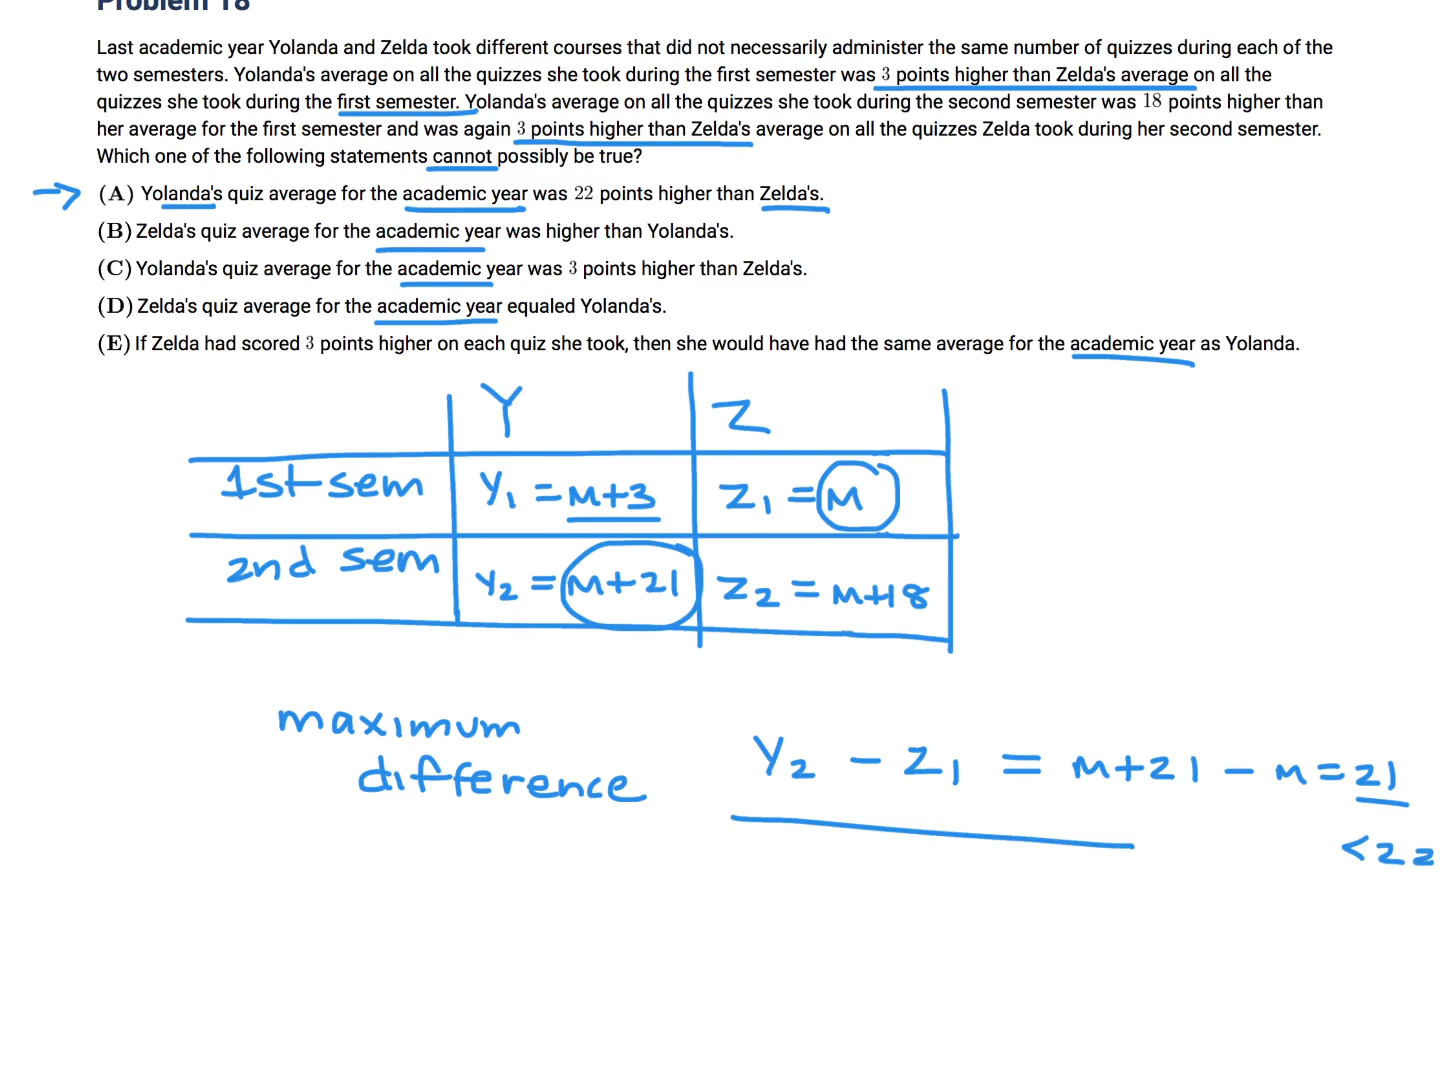 Problem 18
Last academic year Yolanda and Zelda took different courses that did not necessarily administer the same number of quizzes during each of the
two semesters. Yolanda's average on all the quizzes she took during the first semester was 3 points higher than Zelda's average on all the
quizzes she took during the first semester. Yolanda's average on all the quizzes she took during the second semester was 18 points higher than
her average for the first semester and was again 3 points higher than Zelda's average on all the quizzes Zelda took during her second semester.
Which one of the following statements cannot possibly be true?
(A) Yolanda's quiz average for the academic year was 22 points higher than Zelda's.
(B) Zelda's quiz average for the academic year was higher than Yolanda's.
(C) Yolanda's quiz average for the academic year was 3 points higher than Zelda's.
(D) Zelda's quiz average for the academic year equaled Yolanda's.
(E) If Zelda had scored 3 points higher on each quiz she took, then she would have had the same average for the academic year as Yolanda.
Y Z
1st sem Y₁ = M+3 Z₁ = M
2nd sem Y₂ = M+21 Z₂ = M+18
maximum
difference
Y₂ - Z₁ = M+21 - M = 21
<22